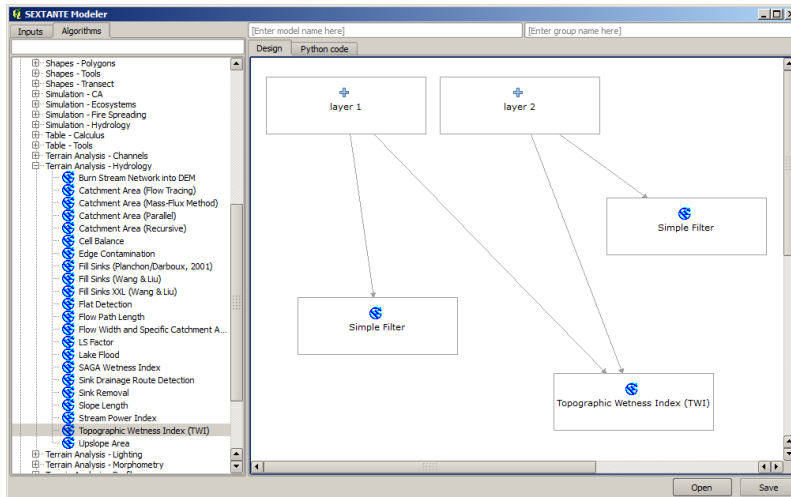 SEXTANTE Modeler
Inputs
Algorithms
[Enter model name here]
[Enter group name here]
Design
Python code
Shapes - Polygons
Shapes - Tools
Shapes - Transect
Simulation - CA
Simulation - Ecosystems
Simulation - Fire Spreading
Simulation - Hydrology
Table - Calculus
Table - Tools
Terrain Analysis - Channels
Terrain Analysis - Hydrology
Burn Stream Network into DEM
Catchment Area (Flow Tracing)
Catchment Area (Mass-Flux Method)
Catchment Area (Parallel)
Catchment Area (Recursive)
Cell Balance
Edge Contamination
Fill Sinks (Planchon/Darboux, 2001)
Fill Sinks (Wang & Liu)
Fill Sinks XXL (Wang & Liu)
Flat Detection
Flow Path Length
Flow Width and Specific Catchment A...
LS Factor
Lake Flood
SAGA Wetness Index
Sink Drainage Route Detection
Sink Removal
Slope Length
Stream Power Index
Topographic Wetness Index (TWI)
Upslope Area
Terrain Analysis - Lighting
Terrain Analysis - Morphometry
layer 1
layer 2
Simple Filter
Simple Filter
Topographic Wetness Index (TWI)
Open
Save